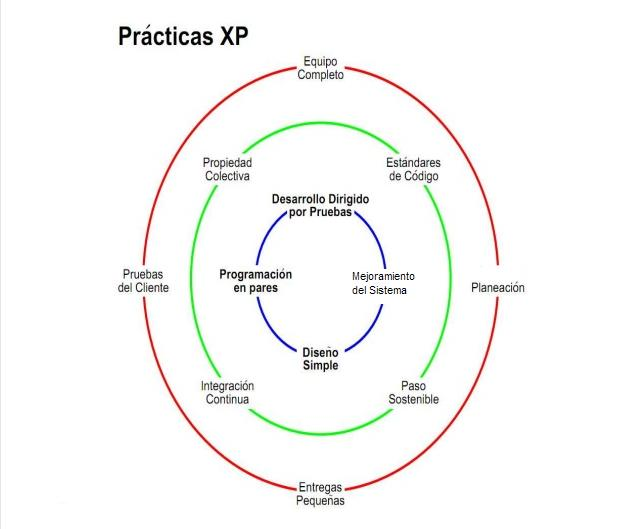 Prácticas XP
Equipo
Completo
Propiedad
Colectiva
Estándares
de Código
Desarrollo Dirigido
por Pruebas
Pruebas
del Cliente
Programación
en pares
Mejoramiento
del Sistema
Planeación
Diseño
Simple
Integración
Continua
Paso
Sostenible
Entregas
Pequeñas